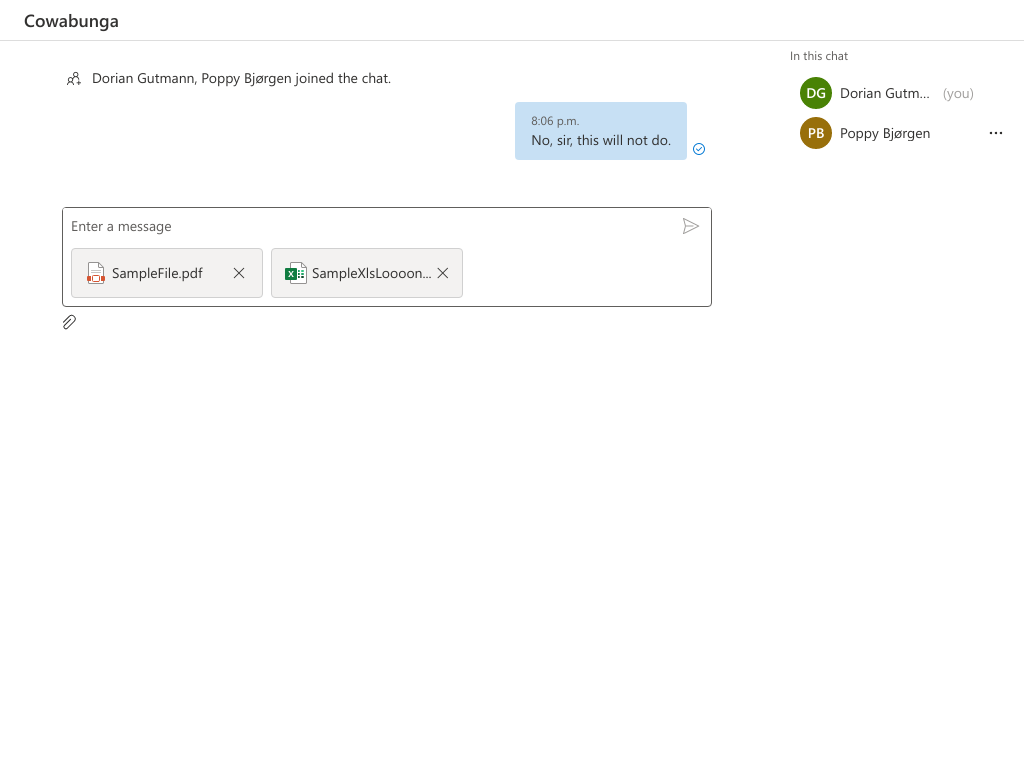 Cowabunga
Dorian Gutmann, Poppy Bjørgen joined the chat.
8:06 p.m.
No, sir, this will not do.
Enter a message
SampleFile.pdf
SampleXlsLoooon...
In this chat
DG Dorian Gutm... (you)
PB Poppy Bjørgen